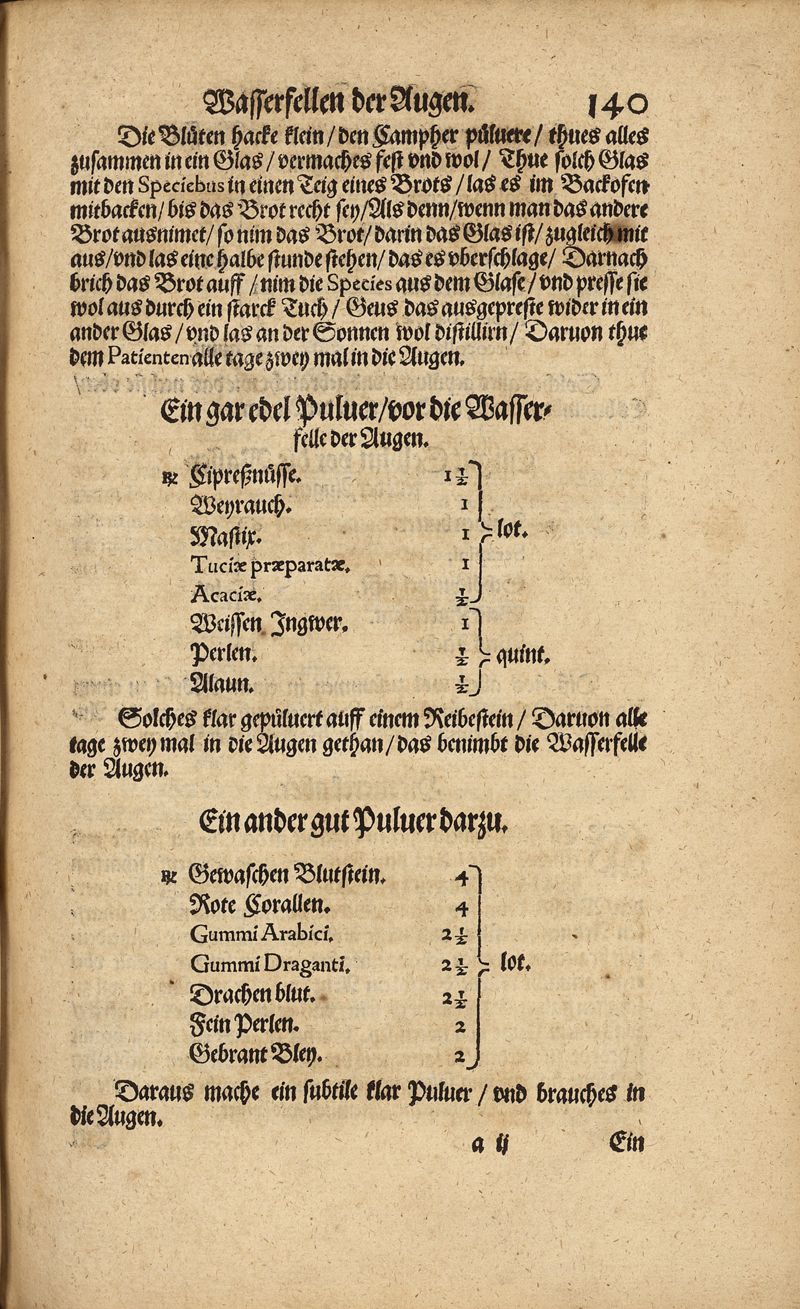 Wasserfellen der Augen. 140
Die Blüten hacke klein / den Campher pülvere / thues alles
zusammen in ein Glas / vermaches fest vnd wol / Thue solch Glas
mit den Speciebus in einen Teig eines Brots / las es im Backofen
mitbacken / bis das Brot recht sey / Als denn / wenn man das andere
Brot ausnimet / so nim das Brot / darin das Glas ist / zugleich mit
aus / vnd las eine halbe stunde stehen / das es vberschlage / Darnach
brich das Brot auff / nim die Species aus dem Glase / vnd presse sie
wol aus durch ein starck Tuch / Geus das ausgepreste wider in ein
ander Glas / vnd las an der Sonnen wol distillirn / Daruon thue
dem Patienten alle tage zwey mal in die Augen.
Ein gar edel Puluer / vor die Wasser-
felle der Augen.
℞ Cipreßnüsse. 1 ½
Weyrauch. 1
Mastix. 1 lot.
Tuciæ præparatæ. 1
Acaciæ. ½
Weissen Ingwer. 1
Perlen. ½ quint.
Alaun. ½
Solches klar gepüluert auff einem Reibestein / Daruon alle
tage zwey mal in die Augen gethan / das benimbt die Wasserfelle
der Augen.
Ein ander gut Puluer darzu.
℞ Gewaschen Blutstein. 4
Rote Corallen. 4
Gummi Arabici. 2 ½
Gummi Draganti. 2 ½ lot.
Drachenblut. 2 ½
Fein Perlen. 2
Gebrant Bley. 2
Daraus mache ein subtile klar Puluer / vnd brauches in
die Augen.
a ij Ein